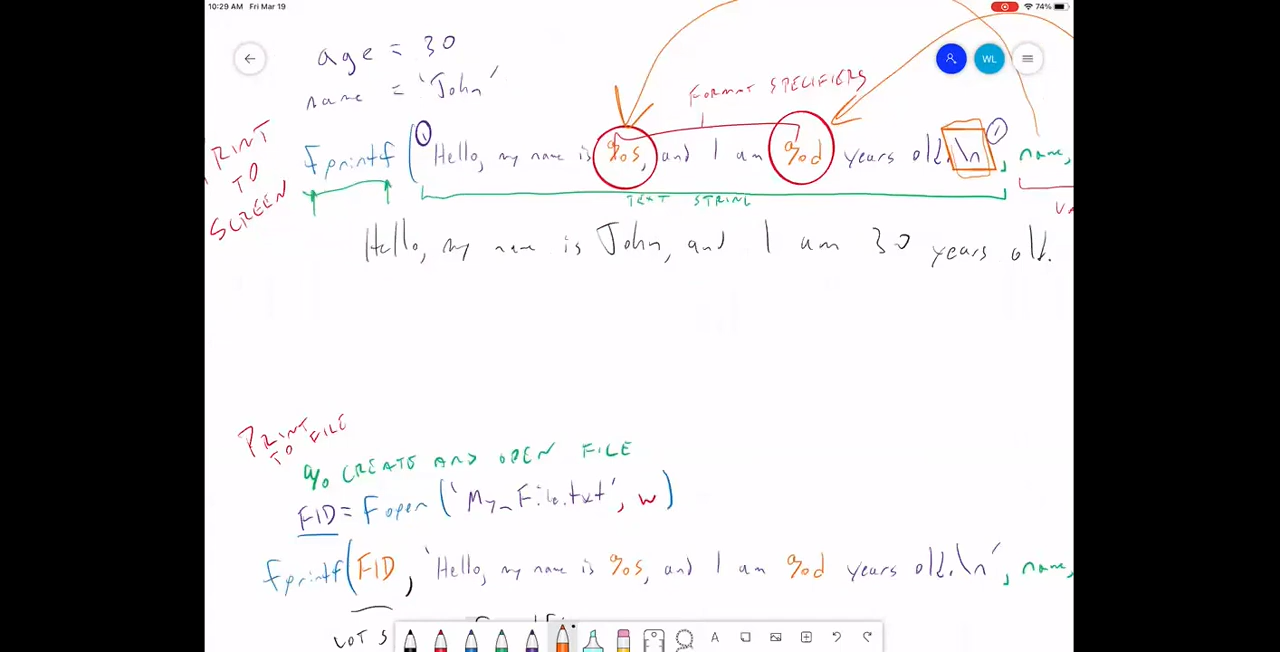 10:29 AM Fri Mar 19
74%
WL
age = 30
name = 'John'
FORMAT SPECIFIERS
RINT TO SCREEN
fprintf('Hello, my name is %s, and I am %d years old.\n', name,
TEXT STRING
Hello, my name is John, and I am 30 years old.
PRINT TO FILE
% CREATE AND OPEN FILE
FID = Fopen('My_File.txt', w)
fprintf(FID, 'Hello, my name is %s, and I am %d years old.\n', name,
LOT S
A